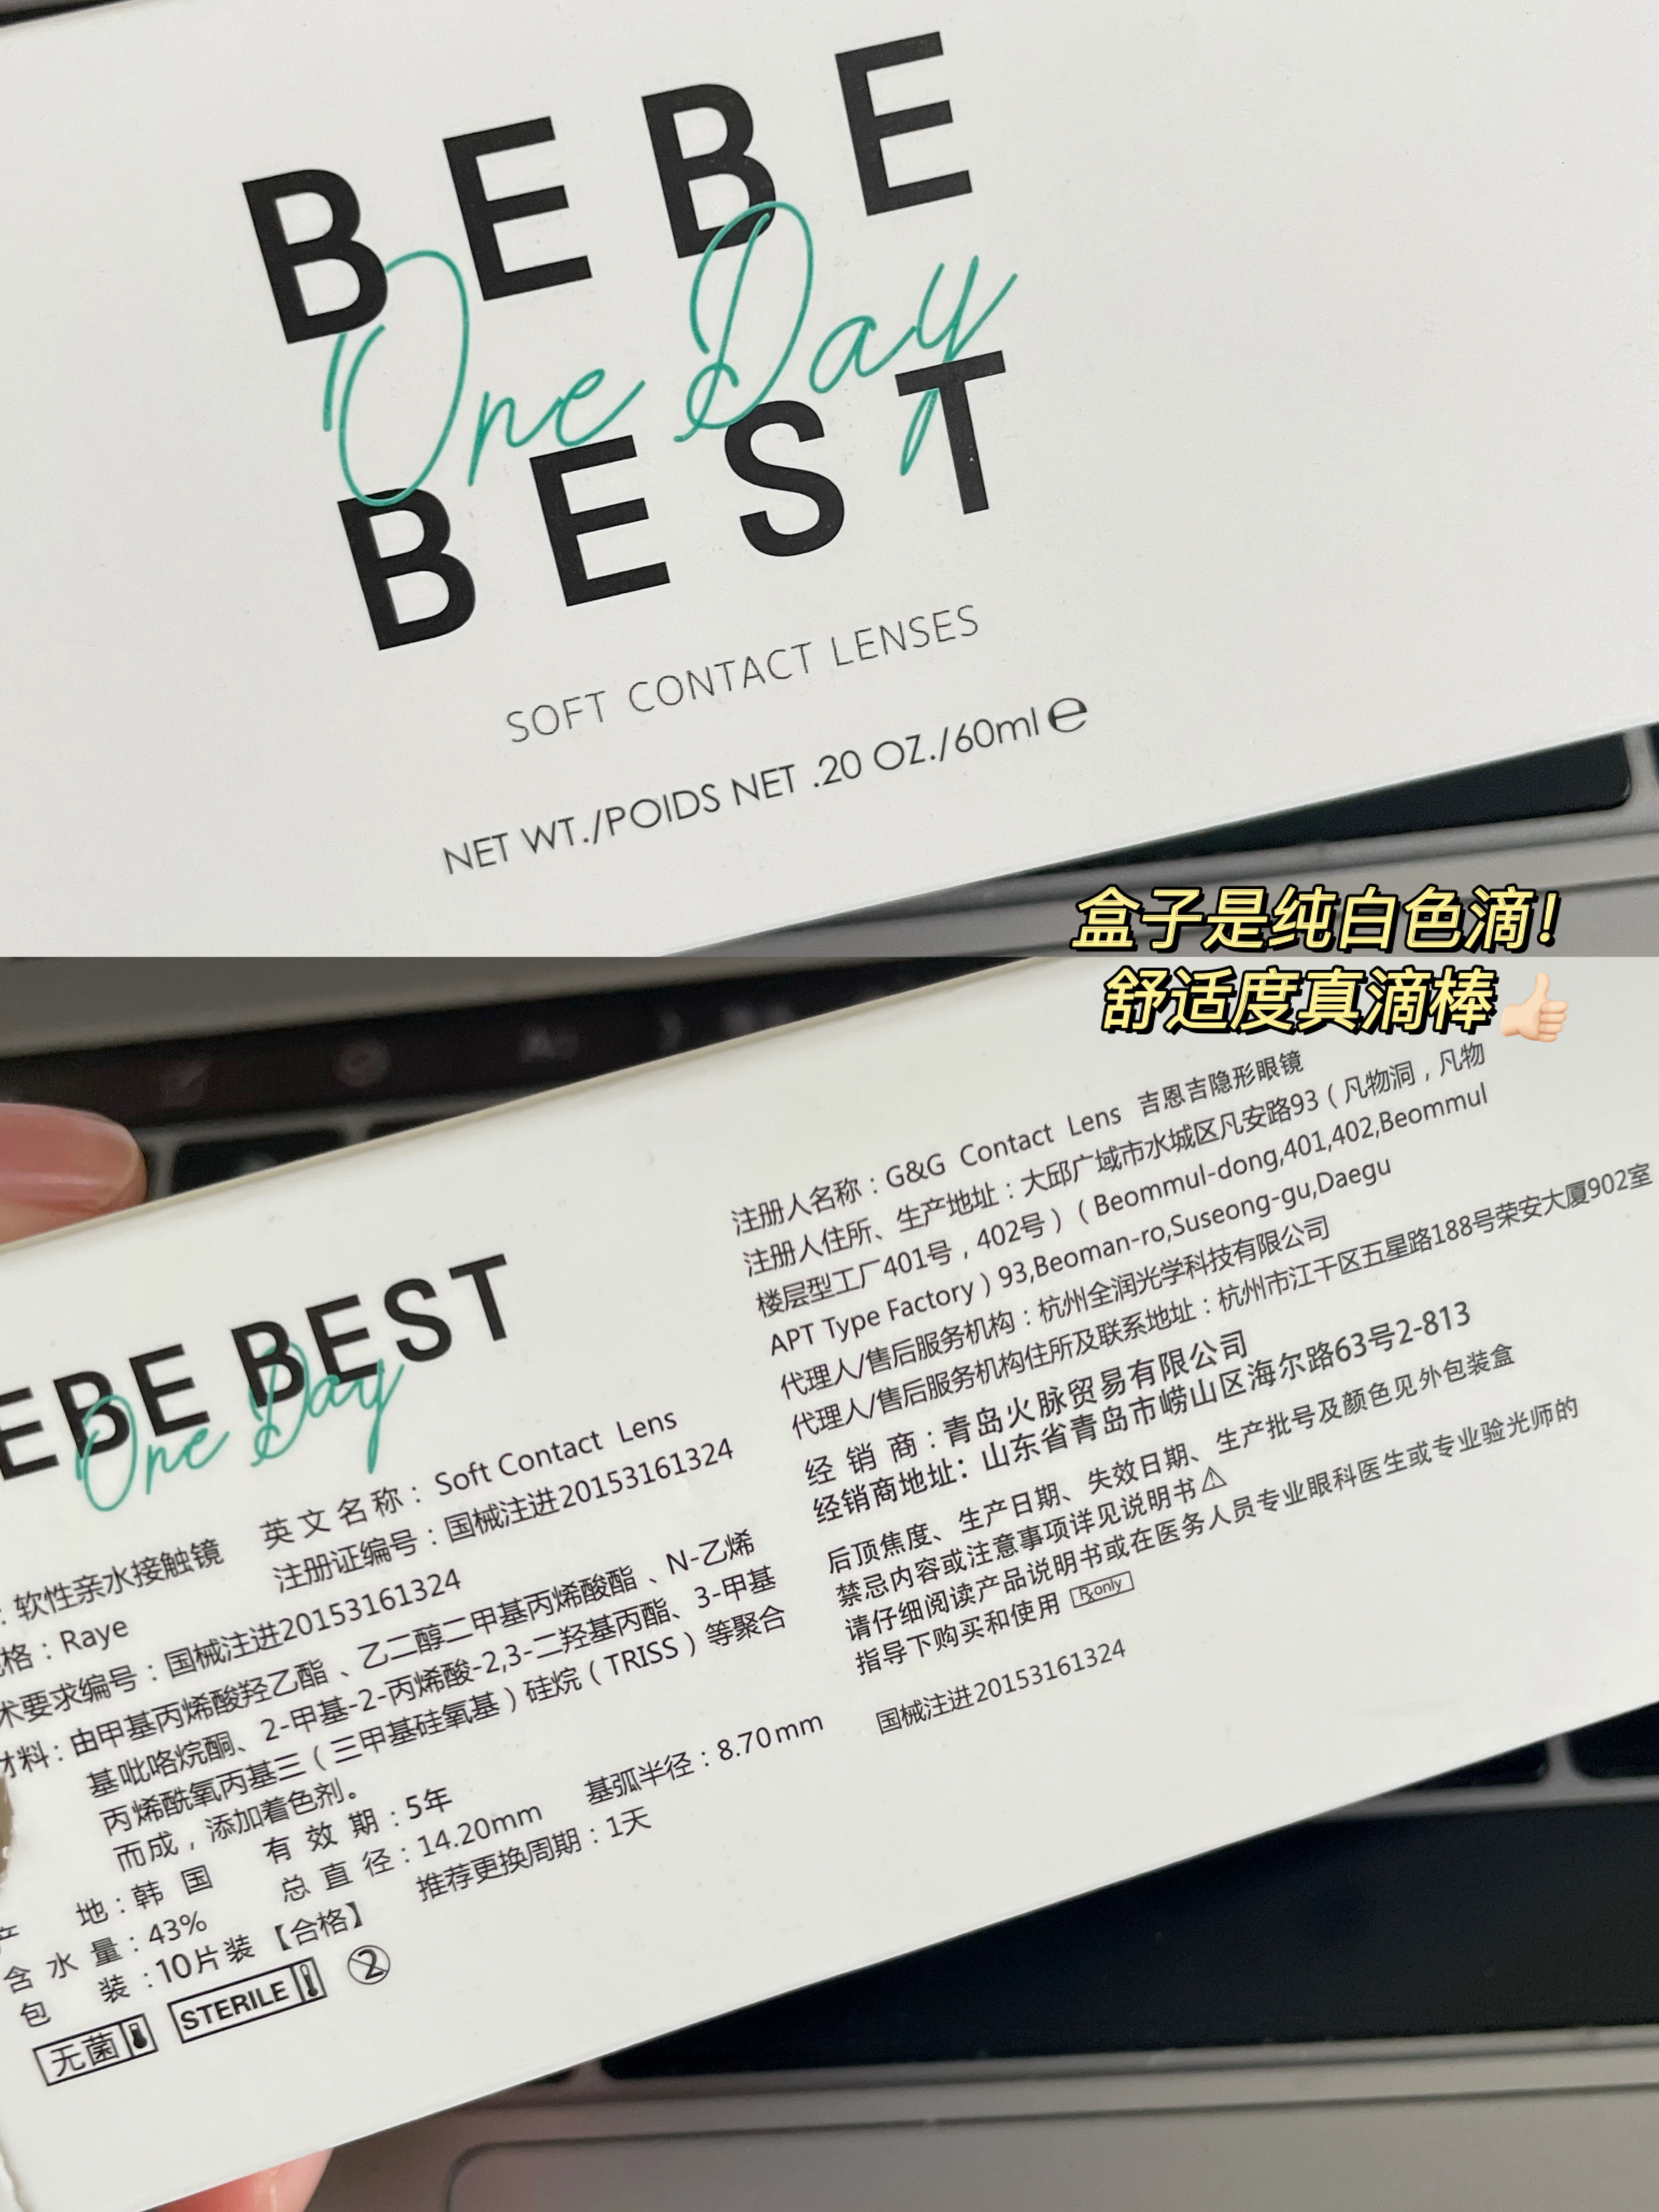 BEBE
One Day
BEST
SOFT CONTACT LENSES
NET WT./POIDS NET .20 OZ./60ml ℮
盒子是纯白色滴！
舒适度真滴棒👍🏻
EBE BEST
One Day
：软性亲水接触镜 英文名称：Soft Contact Lens
格：Raye 注册证编号：国械注进20153161324
术要求编号：国械注进20153161324
材料：由甲基丙烯酸羟乙酯、乙二醇二甲基丙烯酸酯、N-乙烯
基吡咯烷酮、2-甲基-2-丙烯酸-2,3-二羟基丙酯、3-甲基
丙烯酰氧丙基三（三甲基硅氧基）硅烷（TRISS）等聚合
而成，添加着色剂。
产 地：韩 国 有 效 期：5年
含 水 量：43% 总 直 径：14.20mm 基弧半径：8.70mm
包 装：10片装【合格】 推荐更换周期：1天
无菌 STERILE 2
注册人名称：G&G Contact Lens 吉恩吉隐形眼镜
注册人住所、生产地址：大邱广域市水城区凡安路93（凡物洞，凡物
楼层型工厂401号，402号）（Beommul-dong,401,402,Beommul
APT Type Factory）93,Beoman-ro,Suseong-gu,Daegu
代理人/售后服务机构：杭州全润光学科技有限公司
代理人/售后服务机构住所及联系地址：杭州市江干区五星路188号荣安大厦902室
经 销 商：青岛火脉贸易有限公司
经销商地址：山东省青岛市崂山区海尔路63号2-813
后顶焦度、生产日期、失效日期、生产批号及颜色见外包装盒
禁忌内容或注意事项详见说明书⚠
请仔细阅读产品说明书或在医务人员专业眼科医生或专业验光师的
指导下购买和使用 Rx only
国械注进20153161324